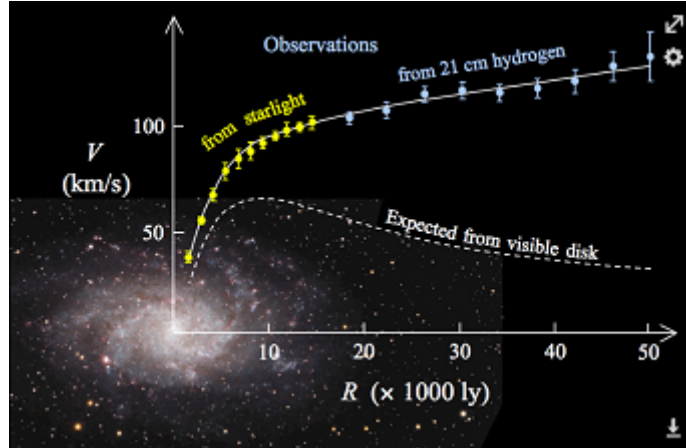 Observations
from 21 cm hydrogen
from starlight
100
V
(km/s)
50
Expected from visible disk
10
20
30
40
50
R (× 1000 ly)